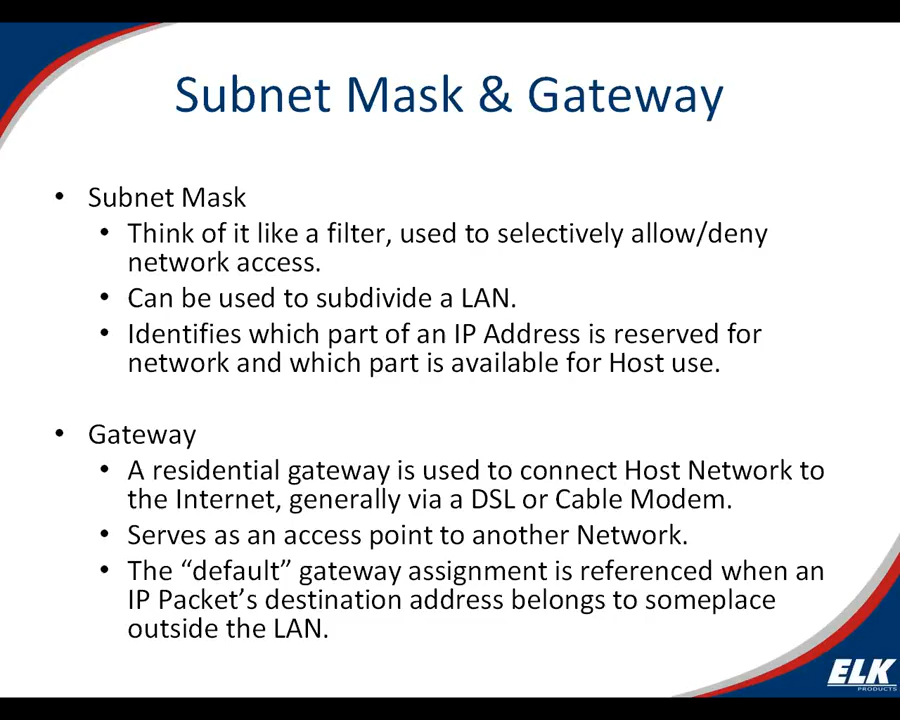 Subnet Mask & Gateway
• Subnet Mask
• Think of it like a filter, used to selectively allow/deny
network access.
• Can be used to subdivide a LAN.
• Identifies which part of an IP Address is reserved for
network and which part is available for Host use.
• Gateway
• A residential gateway is used to connect Host Network to
the Internet, generally via a DSL or Cable Modem.
• Serves as an access point to another Network.
• The “default” gateway assignment is referenced when an
IP Packet’s destination address belongs to someplace
outside the LAN.
ELK
PRODUCTS